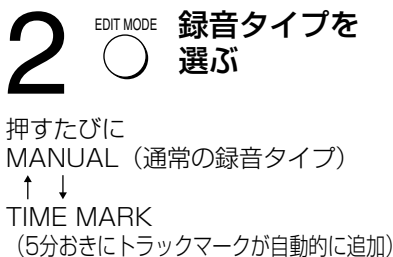 2 EDIT MODE 録音タイプを
選ぶ
押すたびに
MANUAL（通常の録音タイプ）
↑ ↓
TIME MARK
（5分おきにトラックマークが自動的に追加）